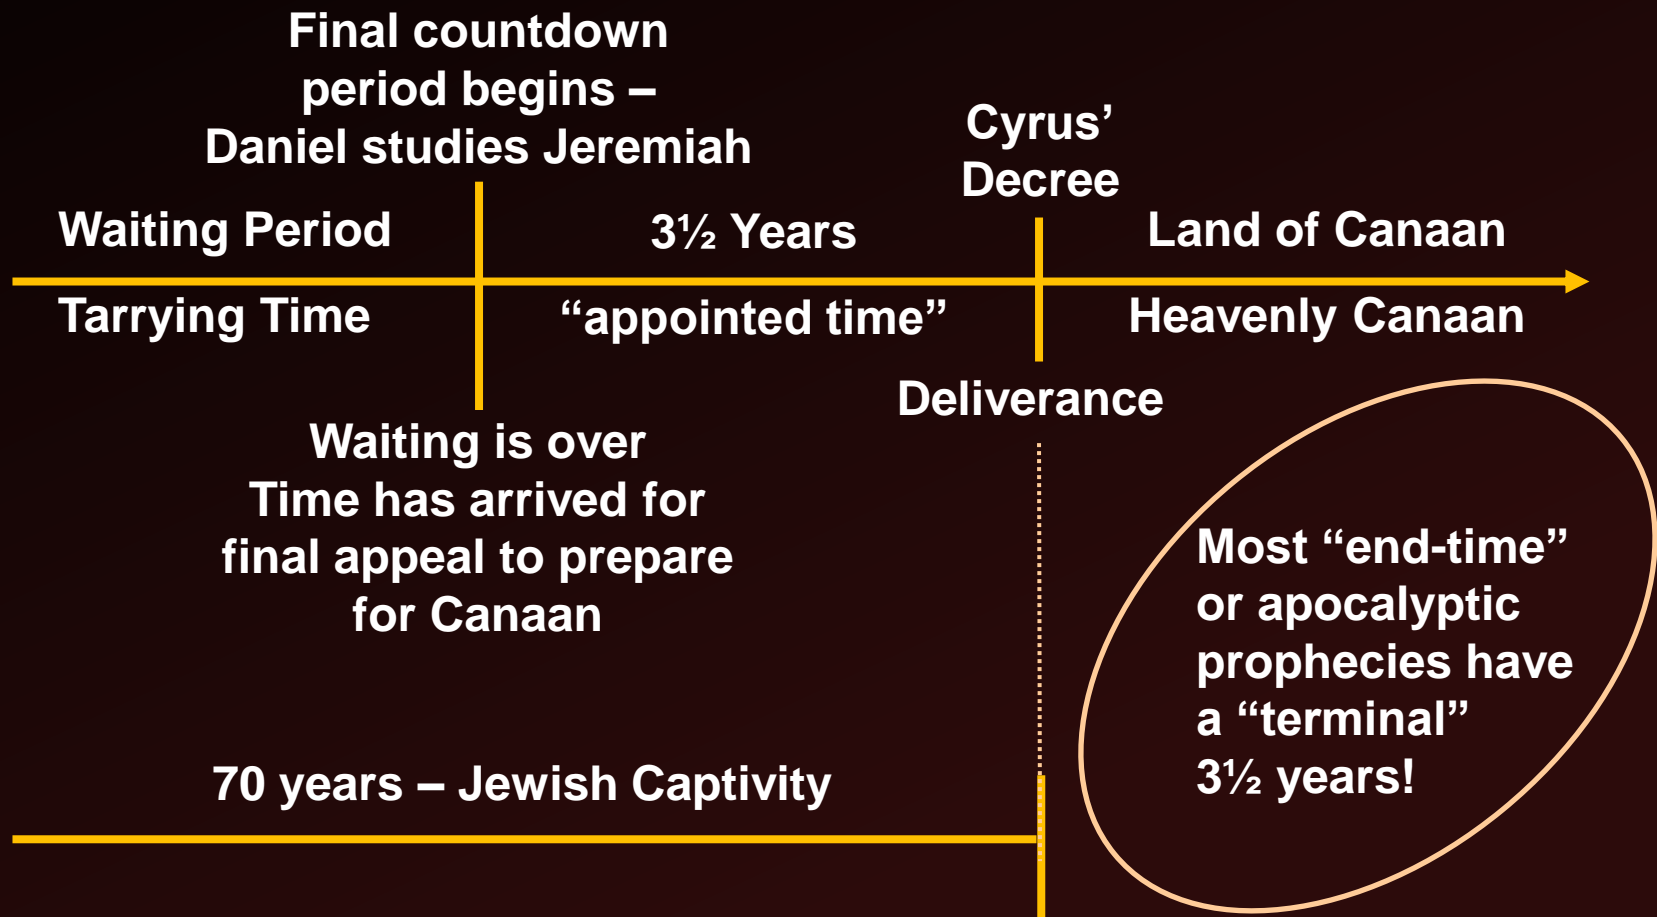 Final countdown
period begins –
Daniel studies Jeremiah
Cyrus’
Decree
Waiting Period
3½ Years
Land of Canaan
Tarrying Time
“appointed time”
Heavenly Canaan
Deliverance
Waiting is over
Time has arrived for
final appeal to prepare
for Canaan
Most “end-time”
or apocalyptic
prophecies have
a “terminal”
3½ years!
70 years – Jewish Captivity